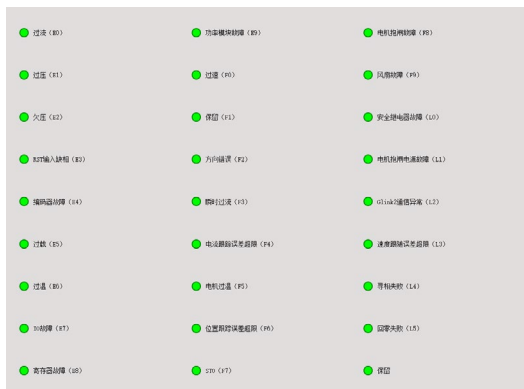 过流（E0）
功率模块故障（E9）
电机抱闸故障（F8）
过压（E1）
过速（F0）
风扇故障（F9）
欠压（E2）
保留（F1）
安全继电器故障（L0）
RST输入缺相（E3）
方向错误（F2）
电机抱闸电源故障（L1）
编码器故障（E4）
瞬时过流（F3）
Glink2通信异常（L2）
过载（E5）
电流跟踪误差超限（F4）
速度跟随误差超限（L3）
过温（E6）
电机过温（F5）
寻相失败（L4）
IO故障（E7）
位置跟踪误差超限（F6）
回零失败（L5）
寄存器故障（E8）
STO（F7）
保留